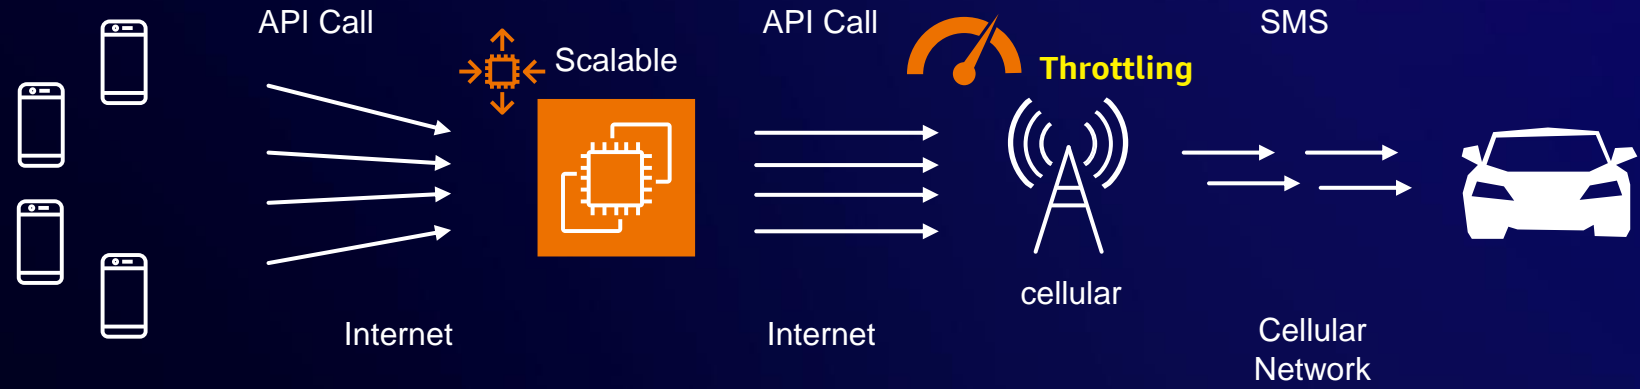 API Call
API Call
SMS
Scalable
Throttling
cellular
Internet
Internet
Cellular
Network